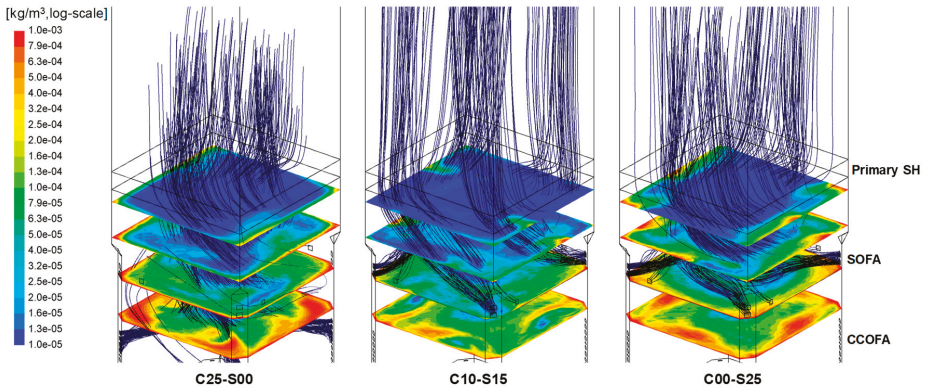 [kg/m³,log-scale]
1.0e-03
7.9e-04
6.3e-04
5.0e-04
4.0e-04
3.2e-04
2.5e-04
2.0e-04
1.6e-04
1.3e-04
1.0e-04
7.9e-05
6.3e-05
5.0e-05
4.0e-05
3.2e-05
2.5e-05
2.0e-05
1.6e-05
1.3e-05
1.0e-05
Primary SH
SOFA
CCOFA
C25-S00
C10-S15
C00-S25